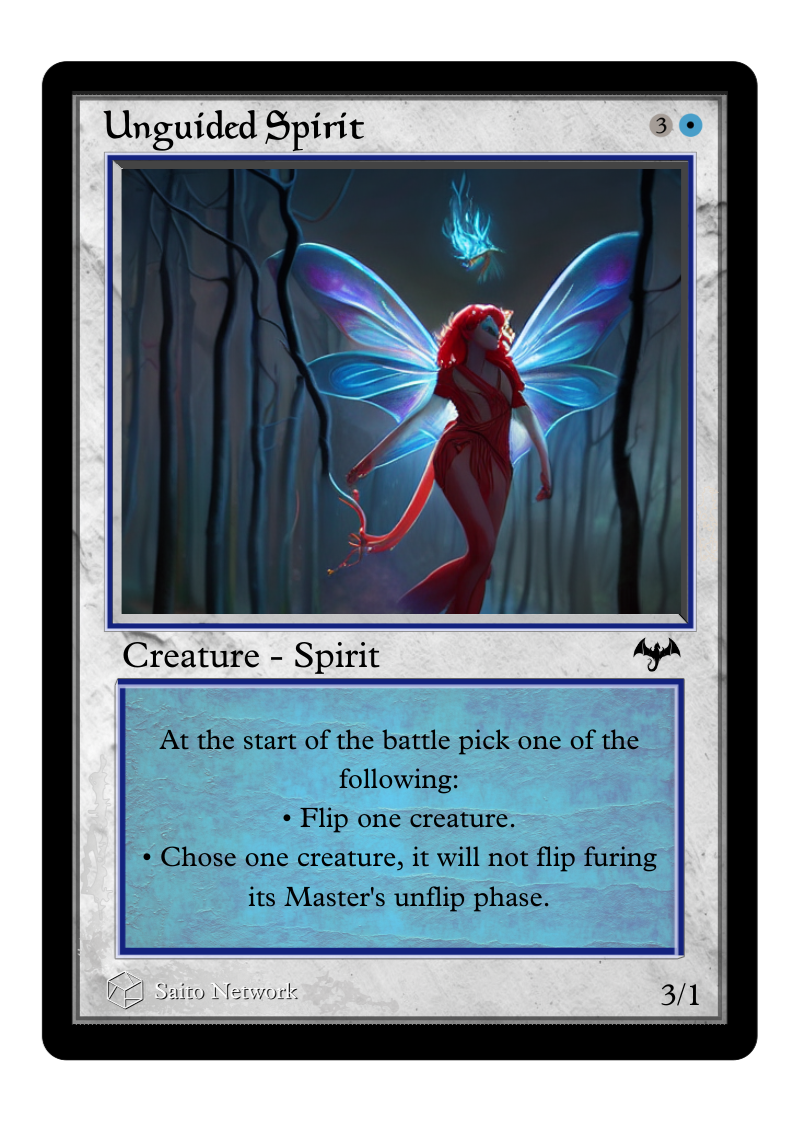 Unguided Spirit
3
Creature - Spirit
At the start of the battle pick one of the
following:
• Flip one creature.
• Chose one creature, it will not flip furing
its Master's unflip phase.
Saito Network
3/1